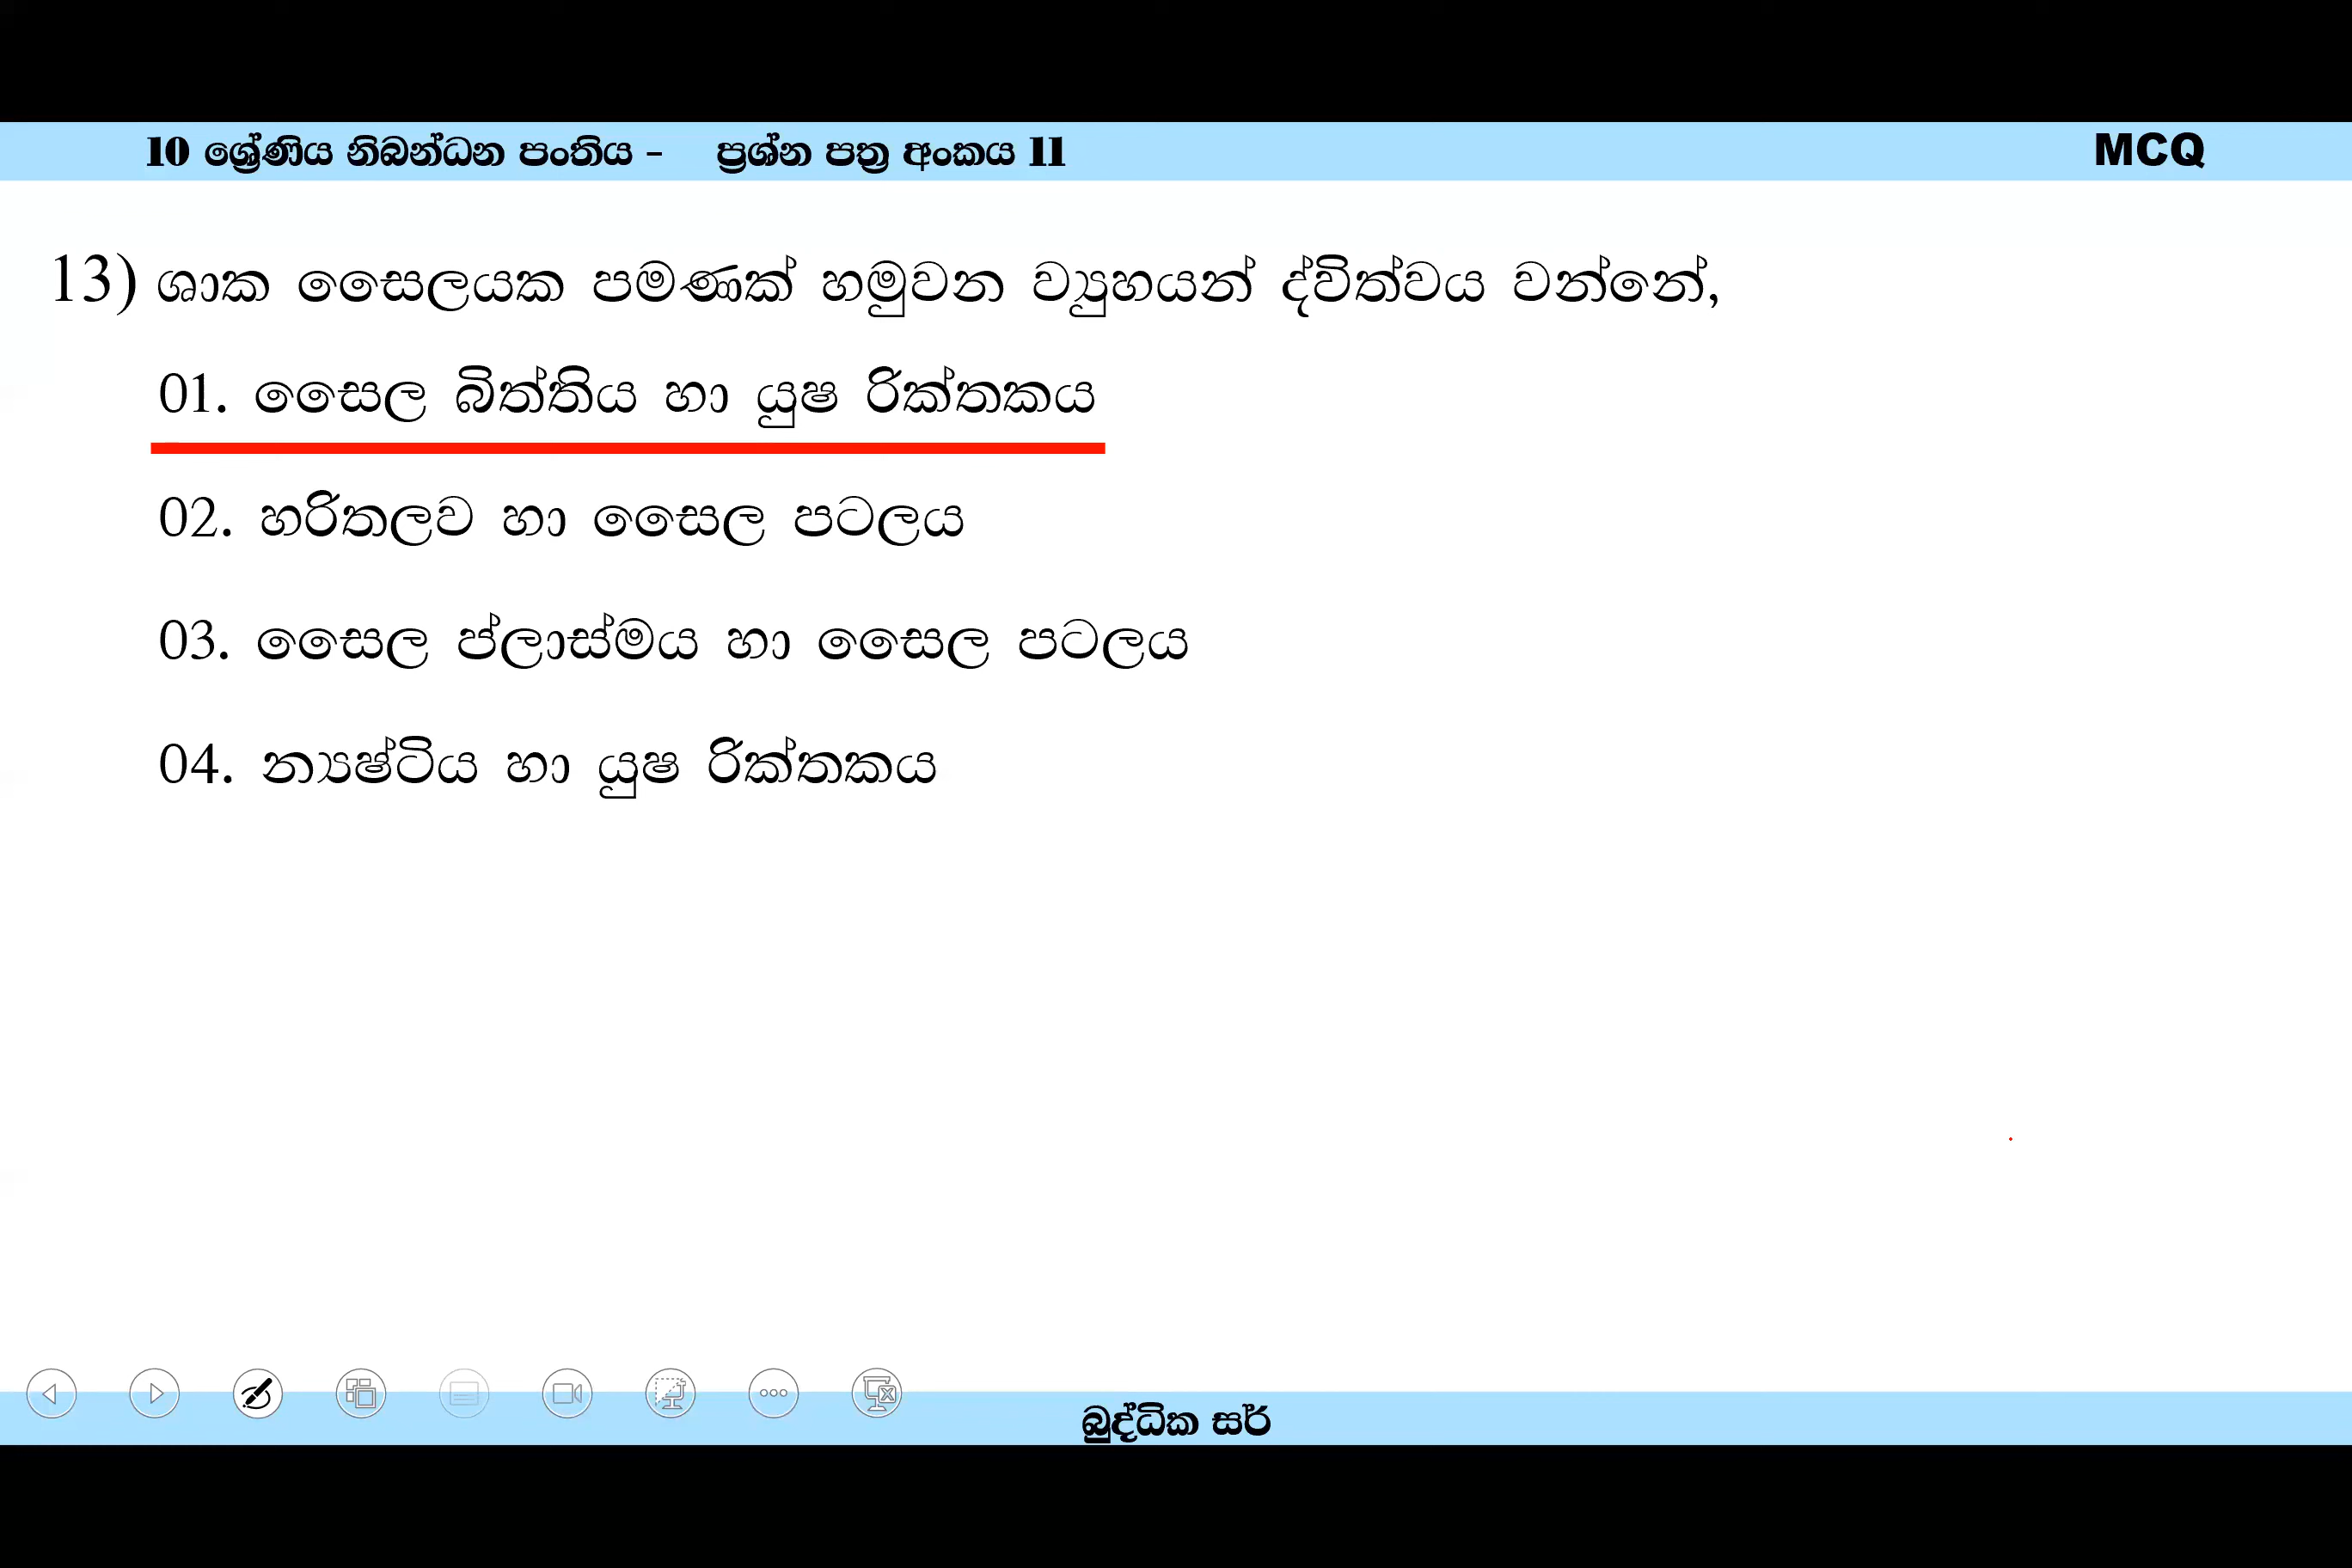 10 ශ්‍රේණිය නිබන්ධන පංතිය - ප්‍රශ්න පත්‍ර අංකය 11 MCQ
13) ශාක සෛලයක පමණක් හමුවන ව්‍යුහයන් ද්විත්වය වන්නේ,
01. සෛල බිත්තිය හා යුෂ රික්තකය
02. හරිතලව හා සෛල පටලය
03. සෛල ප්ලාස්මය හා සෛල පටලය
04. න්‍යෂ්ටිය හා යුෂ රික්තකය
බුද්ධික සර්